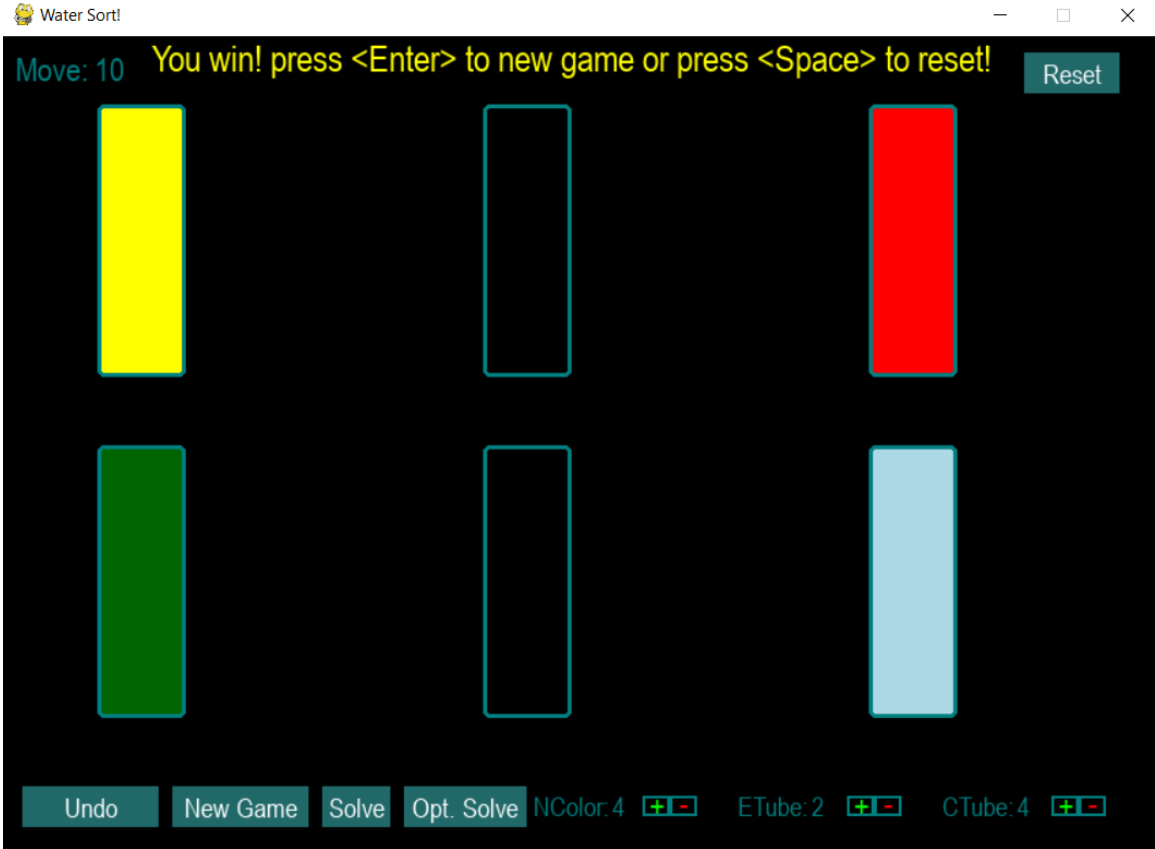 Water Sort!
Move: 10
You win! press <Enter> to new game or press <Space> to reset!
Reset
Undo
New Game
Solve
Opt. Solve
NColor: 4
+ -
ETube: 2
+ -
CTube: 4
+ -